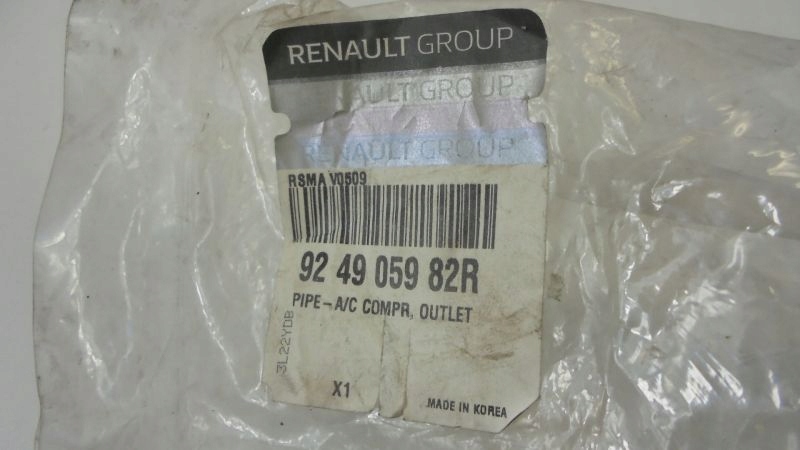 RENAULT GROUP
NAULT GROUP
RENAULT GROUP
RSMA V0509
92 49 059 82R
PIPE-A/C COMPR, OUTLET
3L22YDB
X1
MADE IN KOREA